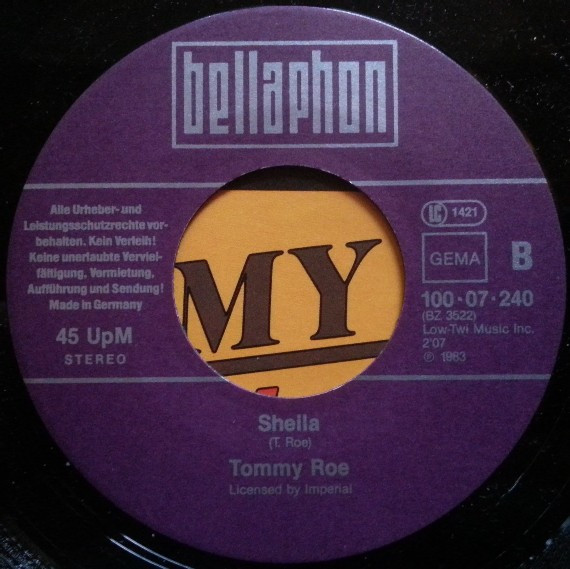 bellaphon
Alle Urheber- und
Leistungsschutzrechte vor-
behalten. Kein Verleih!
Keine unerlaubte Verviel-
fältigung, Vermietung,
Aufführung und Sendung!
Made in Germany
45 UpM
STEREO
LC 1421
GEMA B
100·07·240
(BZ 3522)
Low-Twi Music Inc.
2'07
℗ 1983
MY
Sheila
(T. Roe)
Tommy Roe
Licensed by Imperial